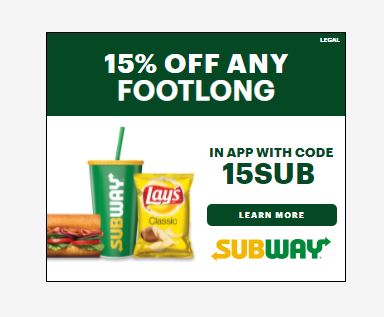 LEGAL
15% OFF ANY
FOOTLONG
IN APP WITH CODE
15SUB
LEARN MORE
SUBWAY
SUBWAY
Lay's
Classic